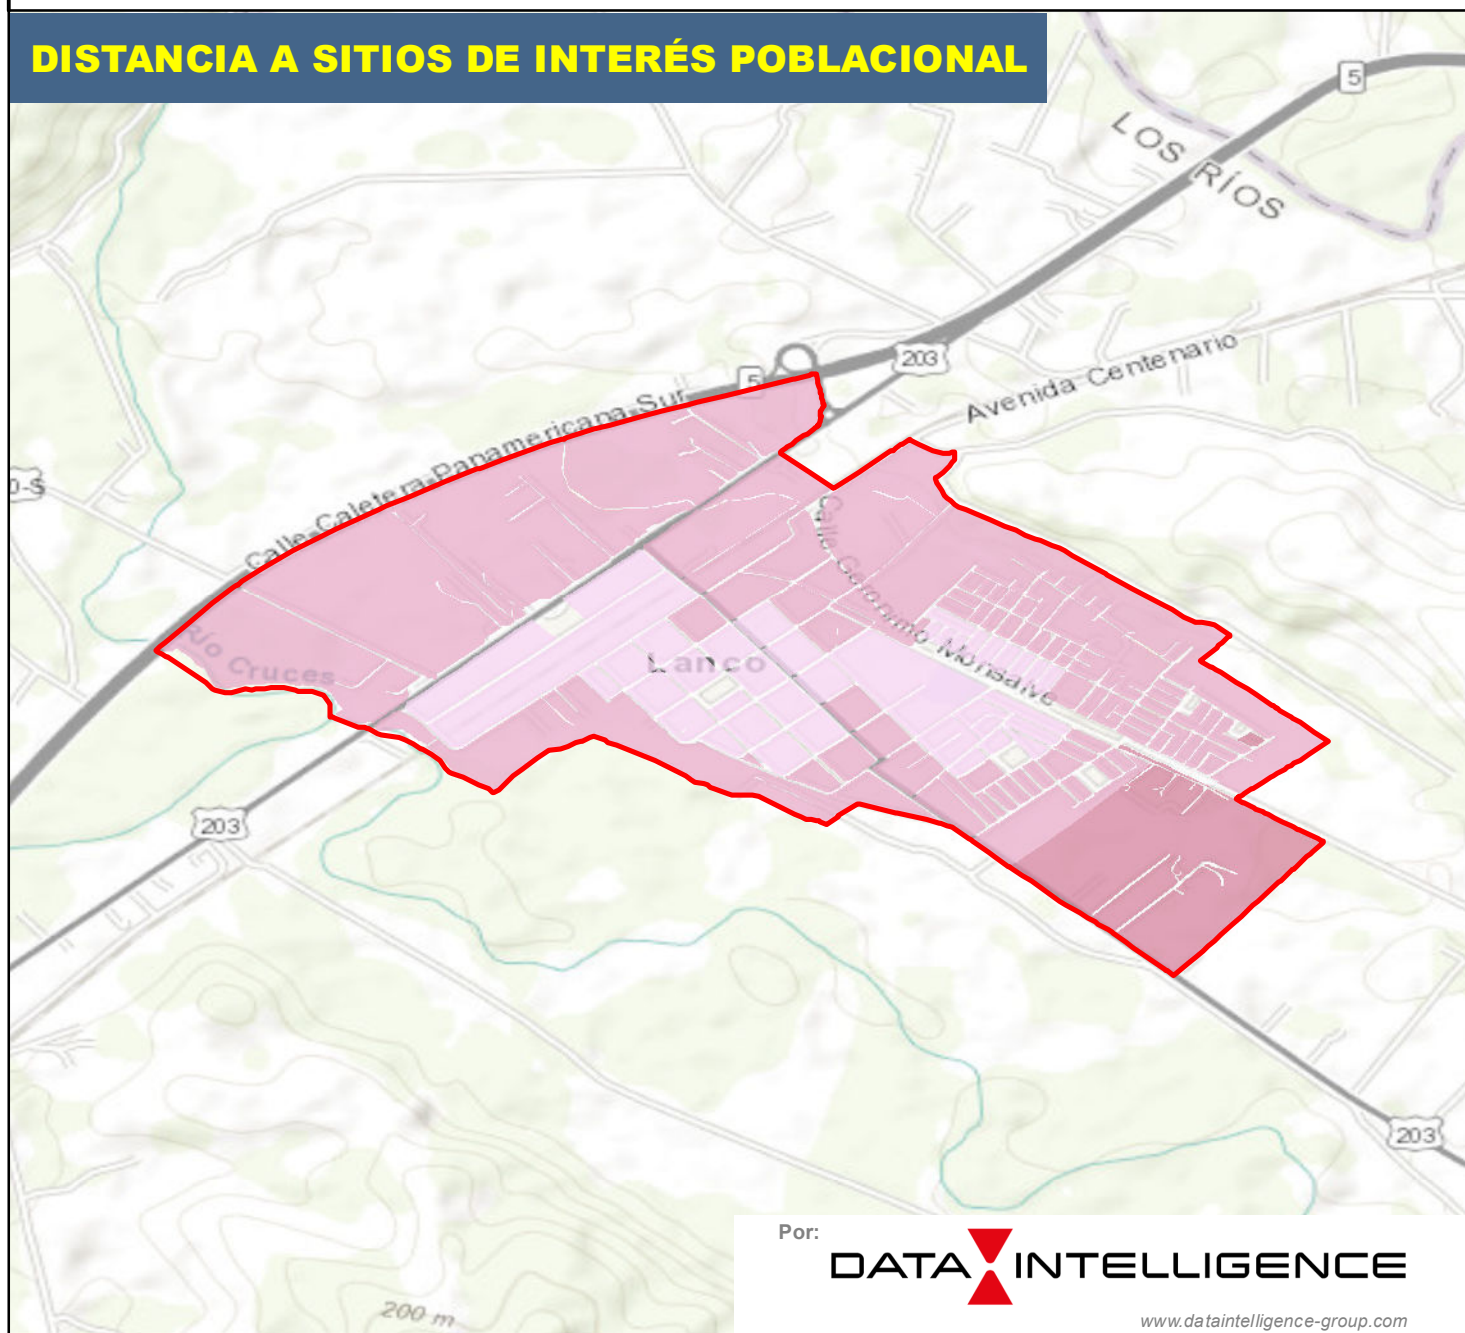 DISTANCIA A SITIOS DE INTERÉS POBLACIONAL
5
LOS RÍOS
203
Avenida Centenario
5
Calle Caletera Panamericana Sur
0-S
Calle Geronimo Monsalve
Río Cruces
Lanco
203
203
200 m
Por:
DATA INTELLIGENCE
www.dataintelligence-group.com